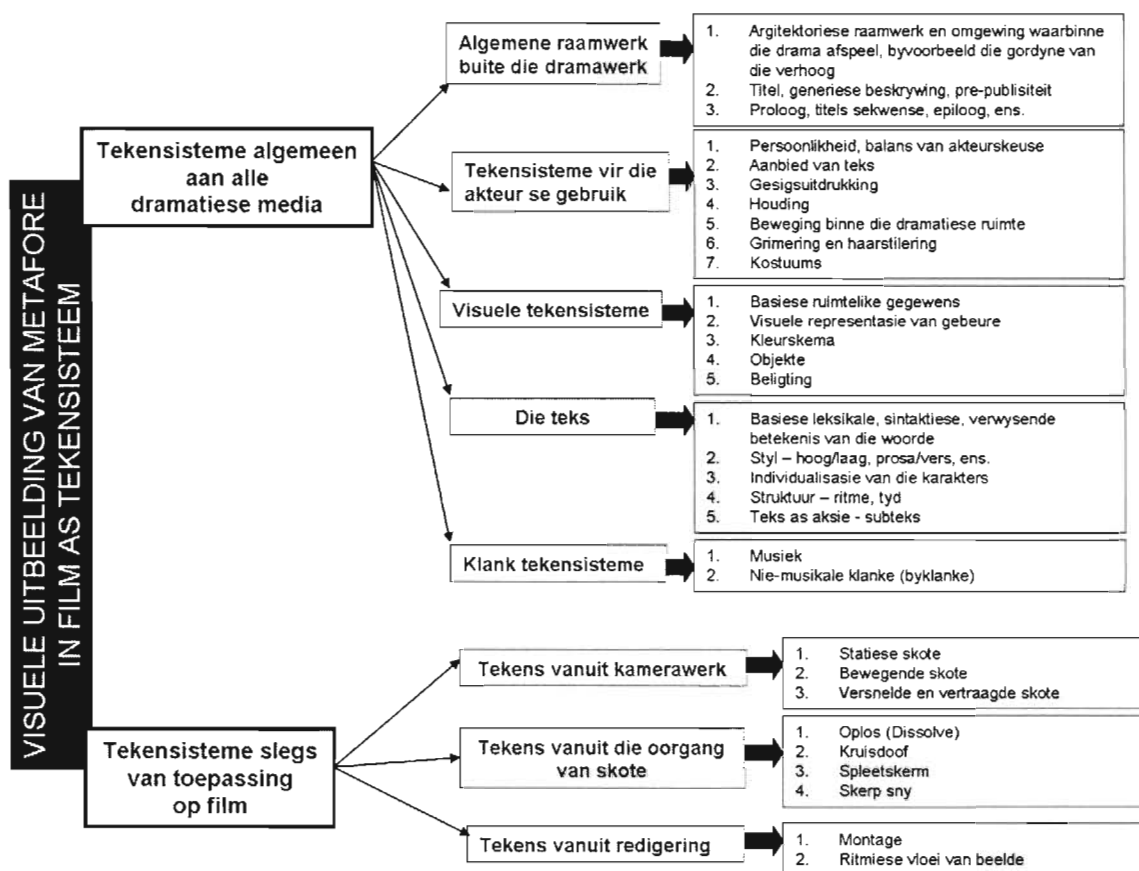 VISUELE UITBEELDING VAN METAFORE
IN FILM AS TEKENSISTEEM
Tekensisteme algemeen
aan alle
dramatiese media
Algemene raamwerk
buite die dramawerk
1. Argitektoriese raamwerk en omgewing waarbinne
die drama afspeel, byvoorbeeld die gordyne van
die verhoog
2. Titel, generiese beskrywing, pre-publisiteit
3. Proloog, titels sekwense, epiloog, ens.
Tekensisteme vir die
akteur se gebruik
1. Persoonlikheid, balans van akteurskeuse
2. Aanbied van teks
3. Gesigsuitdrukking
4. Houding
5. Beweging binne die dramatiese ruimte
6. Grimering en haarstilering
7. Kostuums
Visuele tekensisteme
1. Basiese ruimtelike gegewens
2. Visuele representasie van gebeure
3. Kleurskema
4. Objekte
5. Beligting
Die teks
1. Basiese leksikale, sintaktiese, verwysende
betekenis van die woorde
2. Styl – hoog/laag, prosa/vers, ens.
3. Individualisasie van die karakters
4. Struktuur – ritme, tyd
5. Teks as aksie - subteks
Klank tekensisteme
1. Musiek
2. Nie-musikale klanke (byklanke)
Tekensisteme slegs
van toepassing
op film
Tekens vanuit kamerawerk
1. Statiese skote
2. Bewegende skote
3. Versnelde en vertraagde skote
Tekens vanuit die oorgang
van skote
1. Oplos (Dissolve)
2. Kruisdoof
3. Spleetskerm
4. Skerp sny
Tekens vanuit redigering
1. Montage
2. Ritmiese vloei van beelde